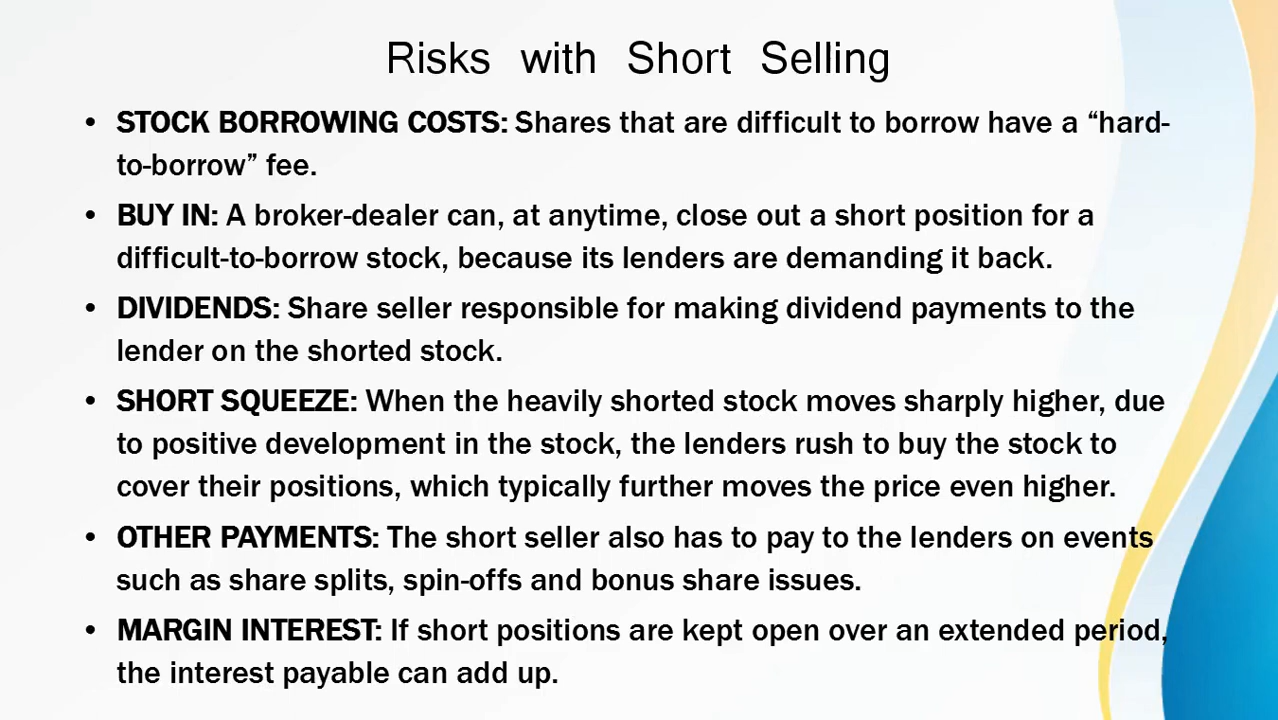 Risks with Short Selling
• STOCK BORROWING COSTS: Shares that are difficult to borrow have a “hard-
to-borrow” fee.
• BUY IN: A broker-dealer can, at anytime, close out a short position for a
difficult-to-borrow stock, because its lenders are demanding it back.
• DIVIDENDS: Share seller responsible for making dividend payments to the
lender on the shorted stock.
• SHORT SQUEEZE: When the heavily shorted stock moves sharply higher, due
to positive development in the stock, the lenders rush to buy the stock to
cover their positions, which typically further moves the price even higher.
• OTHER PAYMENTS: The short seller also has to pay to the lenders on events
such as share splits, spin-offs and bonus share issues.
• MARGIN INTEREST: If short positions are kept open over an extended period,
the interest payable can add up.